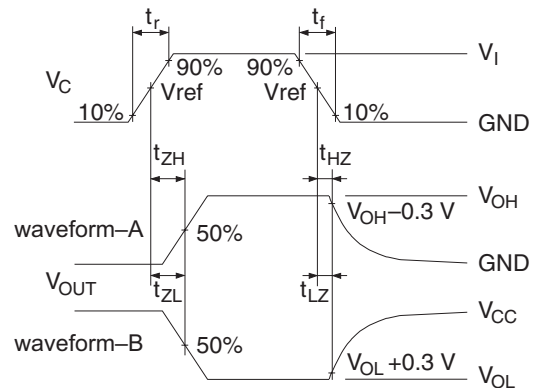 tr
tf
90%
90%
VI
VC
Vref
Vref
10%
10%
GND
tZH
tHZ
VOH
VOH–0.3 V
waveform–A
50%
GND
VOUT
tZL
tLZ
VCC
waveform–B
50%
VOL +0.3 V
VOL